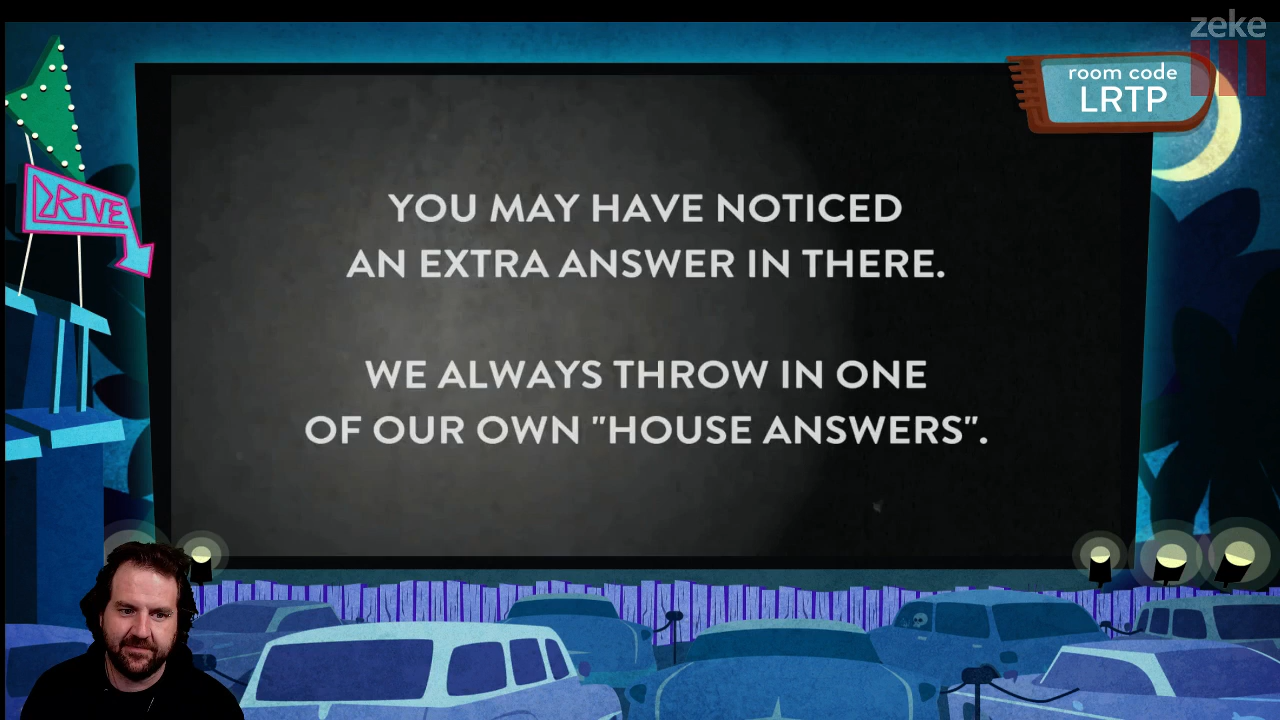 zeke
room code
LRTP
DRIVE
YOU MAY HAVE NOTICED
AN EXTRA ANSWER IN THERE.
WE ALWAYS THROW IN ONE
OF OUR OWN "HOUSE ANSWERS".